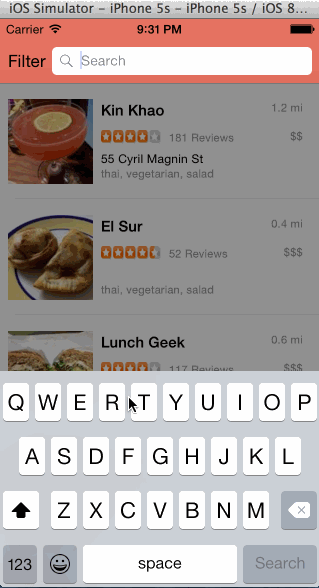 iOS Simulator – iPhone 5s – iPhone 5s / iOS 8...
Carrier 9:31 PM
Filter Search
Kin Khao 1.2 mi
181 Reviews $$
55 Cyril Magnin St
thai, vegetarian, salad
El Sur 0.4 mi
52 Reviews $$$
thai, vegetarian, salad
Lunch Geek 0.6 mi
117 Reviews $$$
Q W E R T Y U I O P
A S D F G H J K L
Z X C V B N M
123 space Search